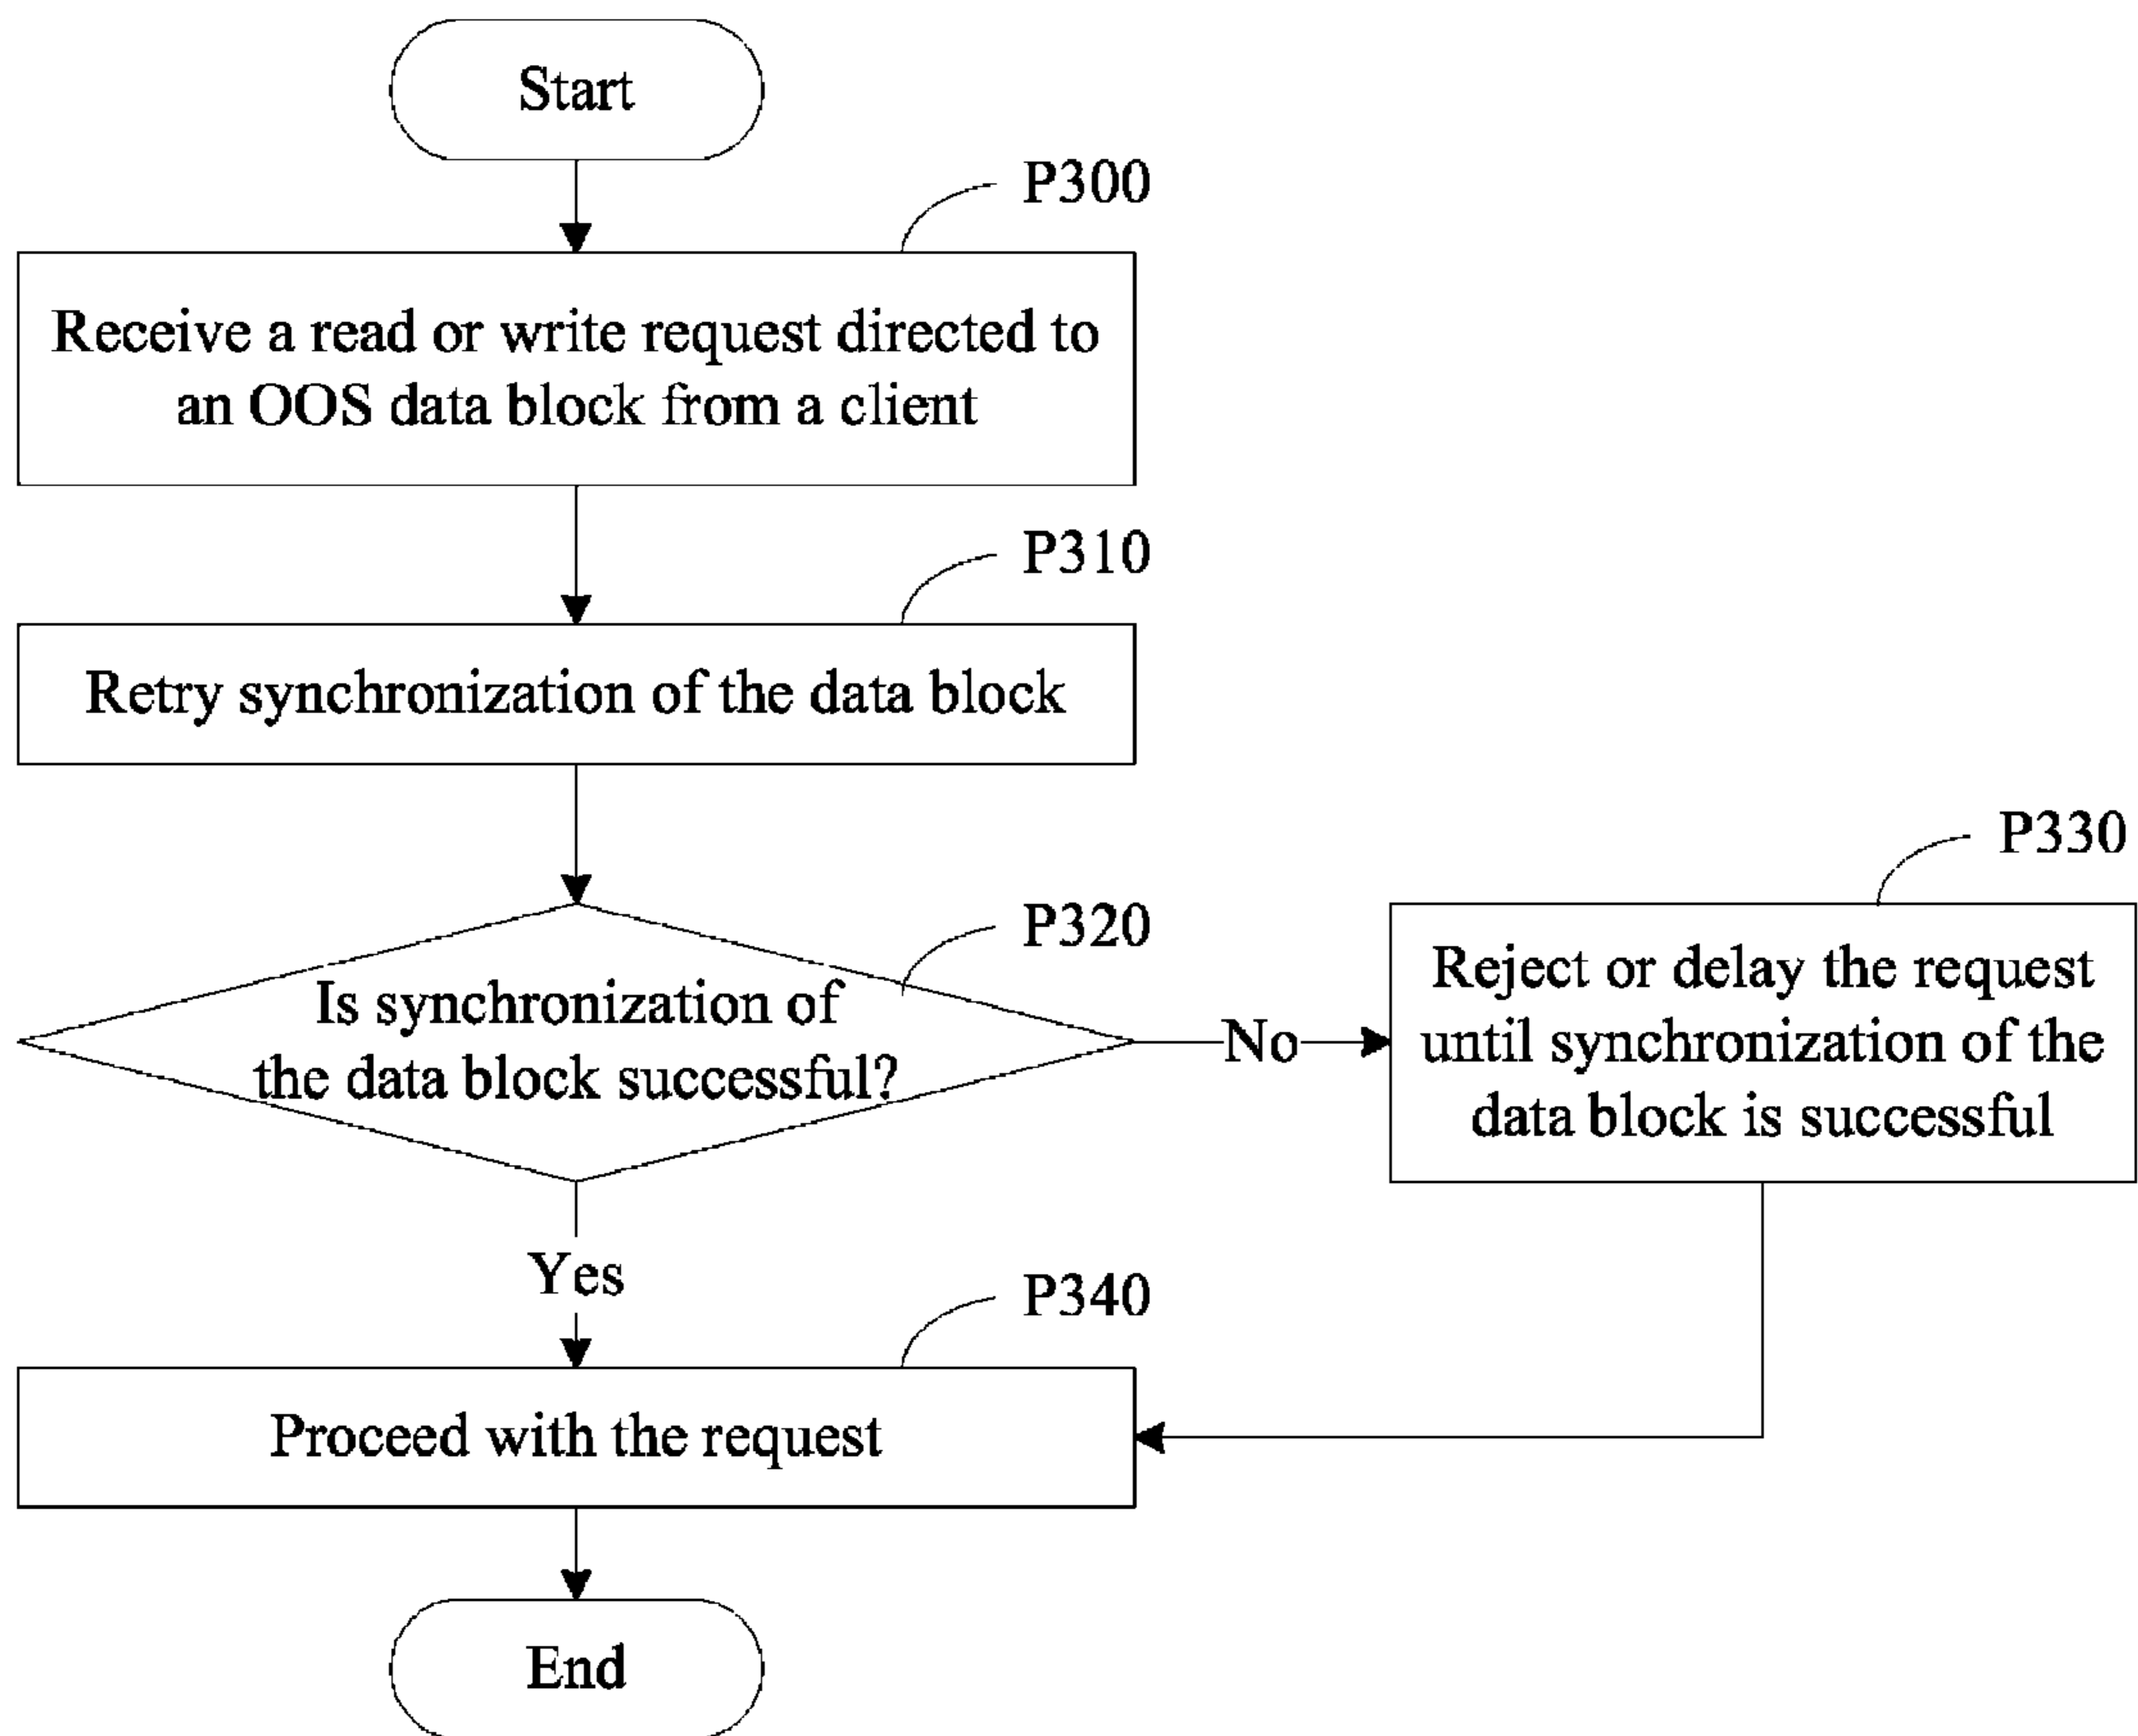 Start
P300
Receive a read or write request directed to
an OOS data block from a client
P310
Retry synchronization of the data block
P320
Is synchronization of
the data block successful?
No
P330
Reject or delay the request
until synchronization of the
data block is successful
Yes
P340
Proceed with the request
End